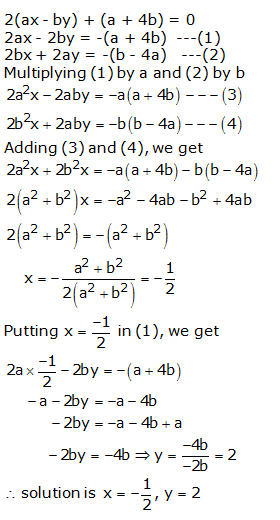 2(ax - by) + (a + 4b) = 0
2ax - 2by = -(a + 4b) ---(1)
2bx + 2ay = -(b - 4a) ---(2)
Multiplying (1) by a and (2) by b
2a²x - 2aby = -a(a + 4b) - - - (3)
2b²x + 2aby = -b(b - 4a) - - - (4)
Adding (3) and (4), we get
2a²x + 2b²x = -a(a + 4b) - b(b - 4a)
2(a² + b²)x = -a² - 4ab - b² + 4ab
2(a² + b²) = -(a² + b²)
x = - (a² + b²)/(2(a² + b²)) = - 1/2
Putting x = -1/2 in (1), we get
2a × -1/2 - 2by = -(a + 4b)
-a - 2by = -a - 4b
-2by = -a - 4b + a
-2by = -4b ⇒ y = -4b/-2b = 2
∴ solution is x = - 1/2, y = 2